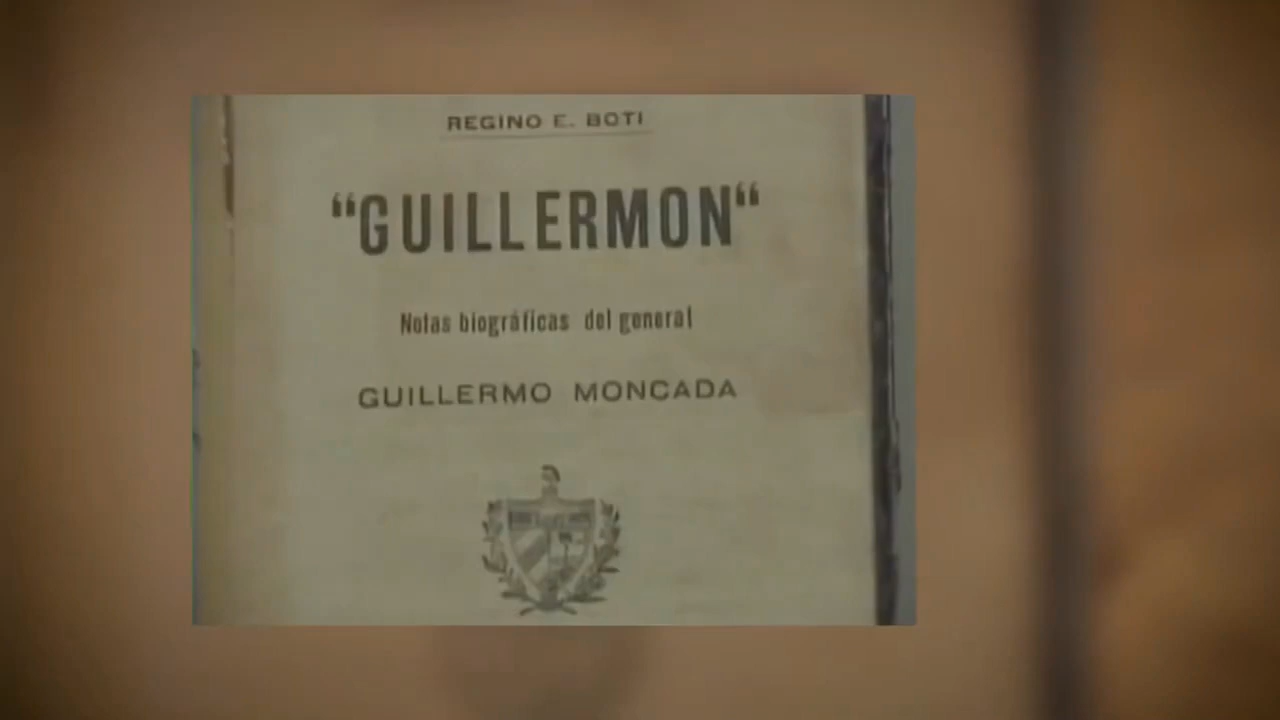 REGINO E. BOTI
“GUILLERMON“
Notas biográficas del general
GUILLERMO MONCADA